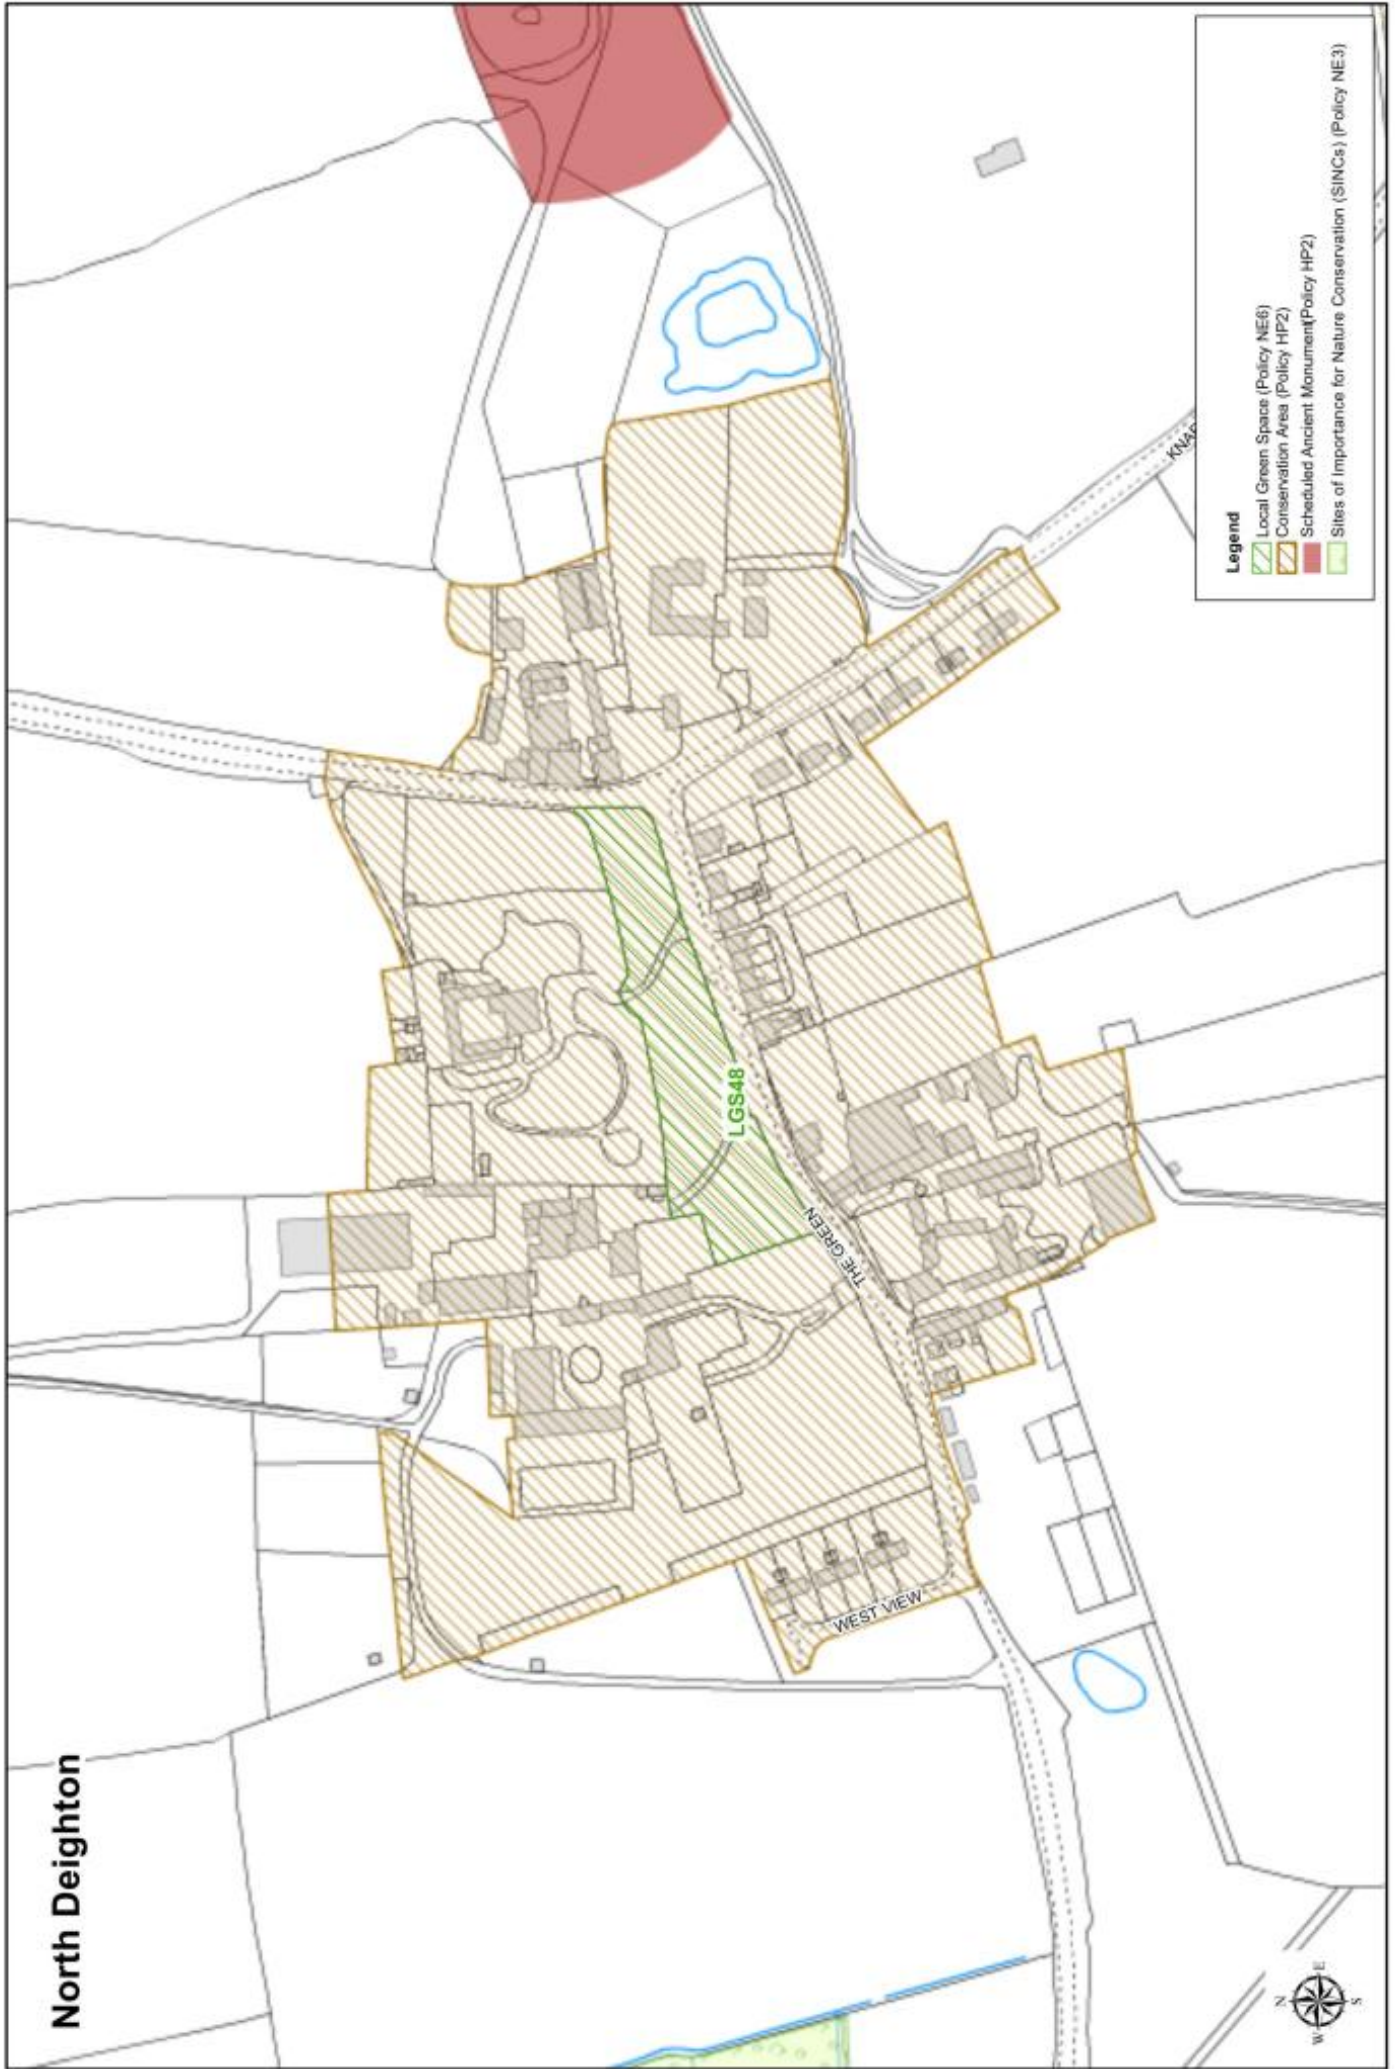 North Deighton
LGS48
THE GREEN
WEST VIEW
KNAR
Legend
Local Green Space (Policy NE6)
Conservation Area (Policy HP2)
Scheduled Ancient Monument(Policy HP2)
Sites of Importance for Nature Conservation (SINCs) (Policy NE3)
N
W E
S